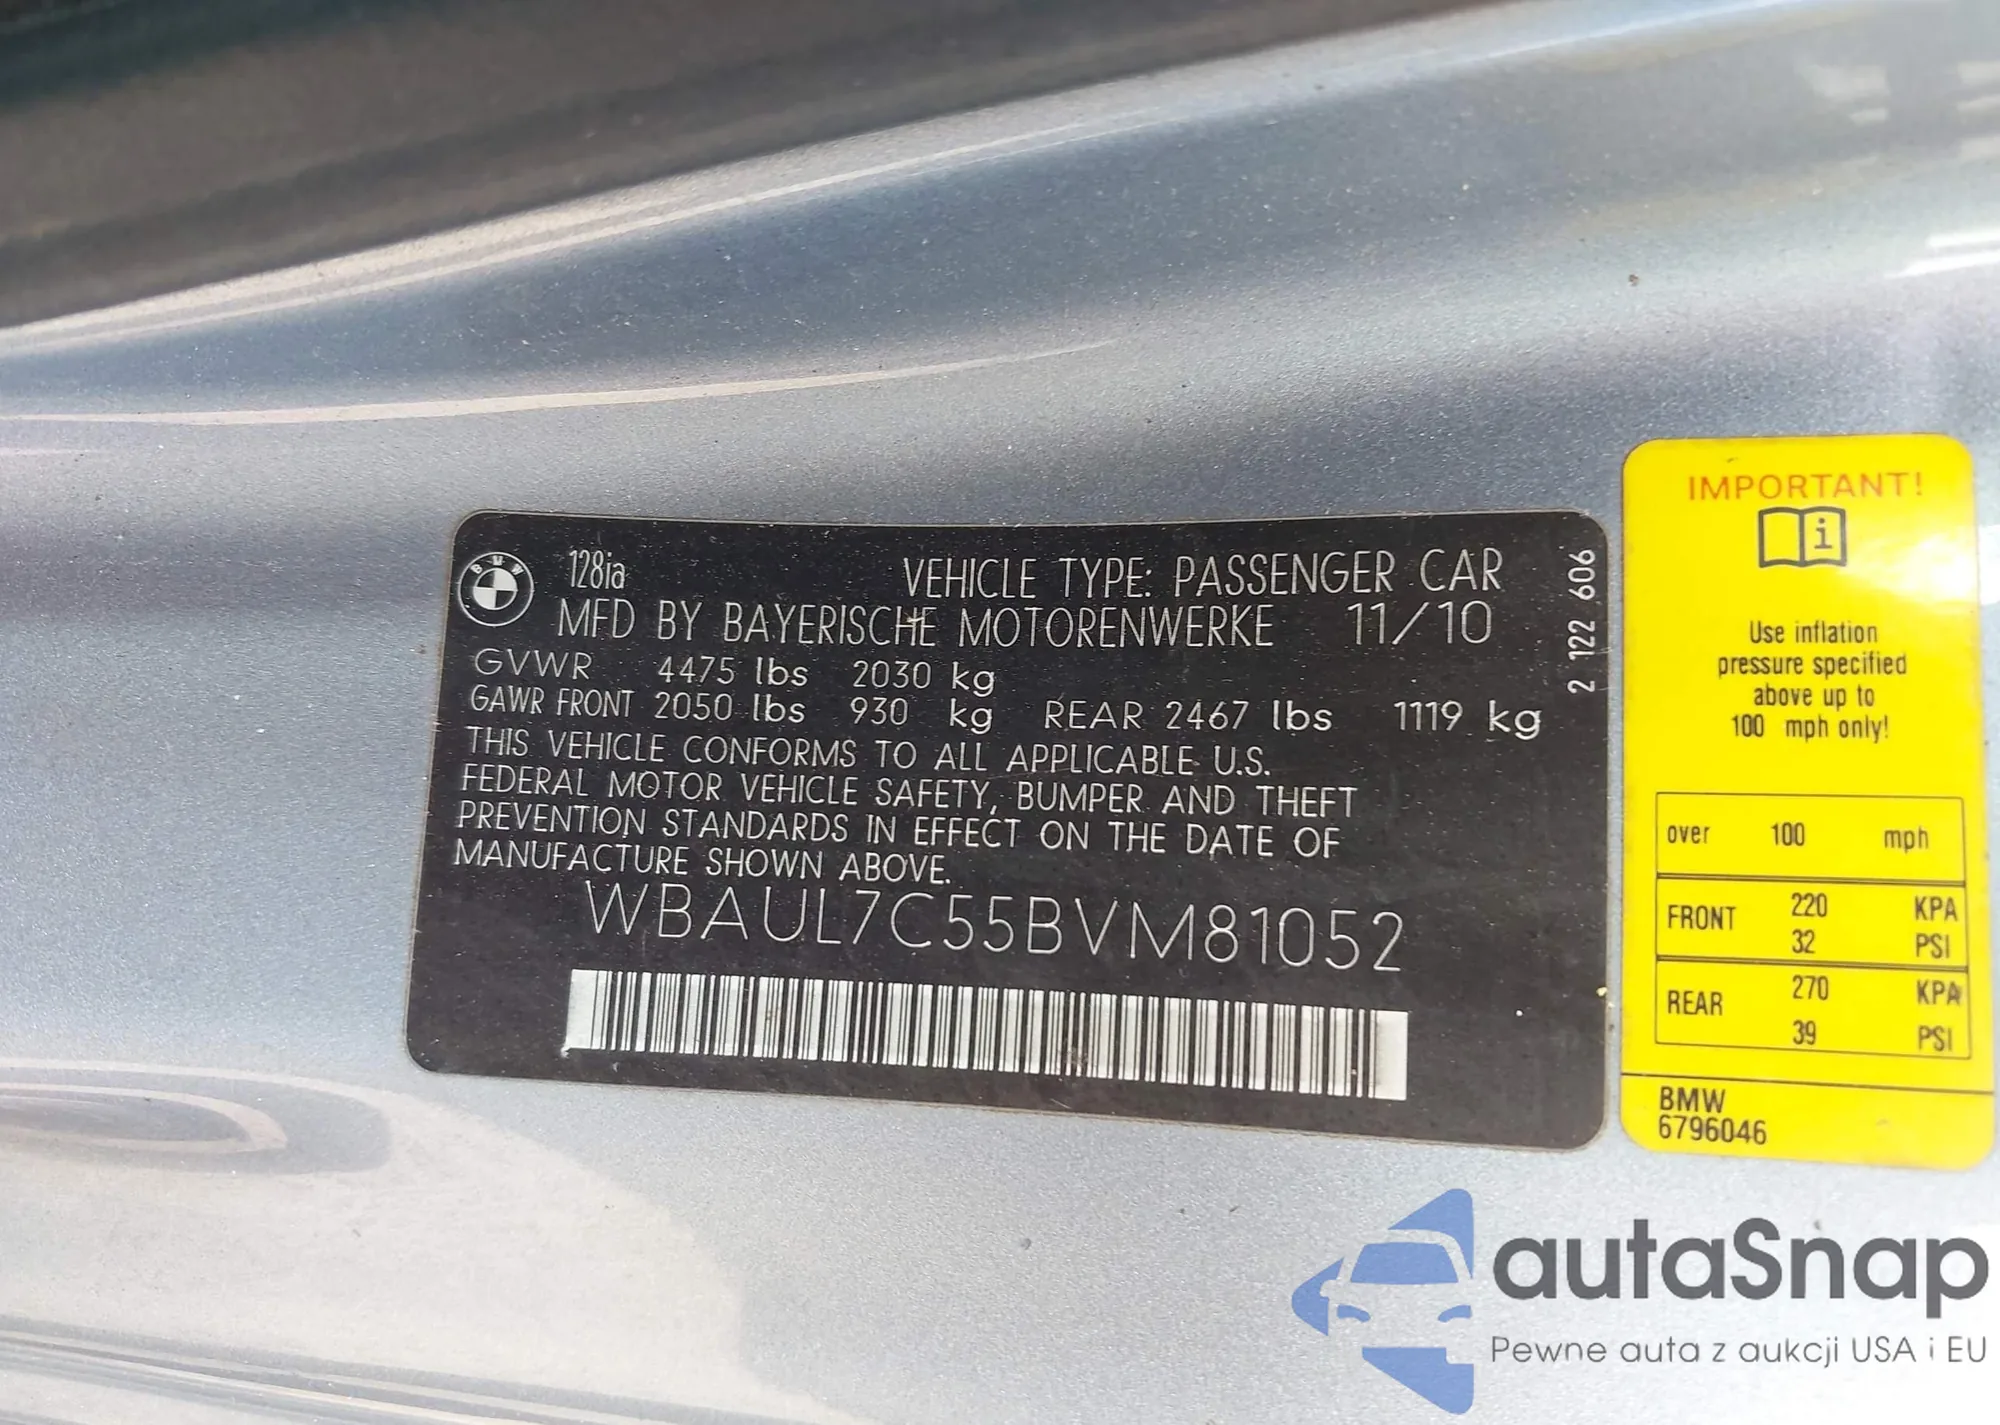 BMW
128ia VEHICLE TYPE: PASSENGER CAR
MFD BY BAYERISCHE MOTORENWERKE 11/10
GVWR 4475 lbs 2030 kg
GAWR FRONT 2050 lbs 930 kg REAR 2467 lbs 1119 kg
THIS VEHICLE CONFORMS TO ALL APPLICABLE U.S.
FEDERAL MOTOR VEHICLE SAFETY, BUMPER AND THEFT
PREVENTION STANDARDS IN EFFECT ON THE DATE OF
MANUFACTURE SHOWN ABOVE.
WBAUL7C55BVM81052
2 122 606
IMPORTANT!
i
Use inflation
pressure specified
above up to
100 mph only!
over 100 mph
FRONT 220 KPA
32 PSI
REAR 270 KPA
39 PSI
BMW
6796046
autaSnap
Pewne auta z aukcji USA i EU